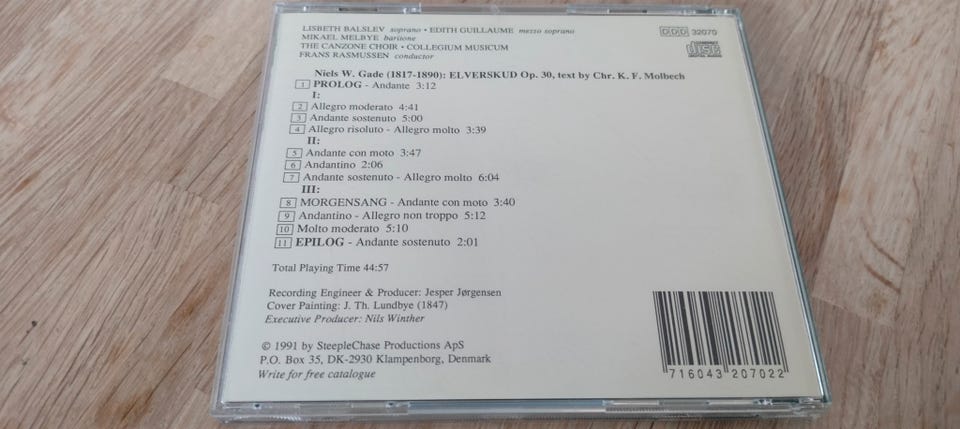 LISBETH BALSLEV soprano • EDITH GUILLAUME mezzo soprano
MIKAEL MELBYE baritone
THE CANZONE CHOIR • COLLEGIUM MUSICUM
FRANS RASMUSSEN conductor
DDD 32070
COMPACT
disc
DIGITAL AUDIO
Niels W. Gade (1817-1890): ELVERSKUD Op. 30, text by Chr. K. F. Molbech
1 PROLOG - Andante 3:12
I:
2 Allegro moderato 4:41
3 Andante sostenuto 5:00
4 Allegro risoluto - Allegro molto 3:39
II:
5 Andante con moto 3:47
6 Andantino 2:06
7 Andante sostenuto - Allegro molto 6:04
III:
8 MORGENSANG - Andante con moto 3:40
9 Andantino - Allegro non troppo 5:12
10 Molto moderato 5:10
11 EPILOG - Andante sostenuto 2:01
Total Playing Time 44:57
Recording Engineer & Producer: Jesper Jørgensen
Cover Painting: J. Th. Lundbye (1847)
Executive Producer: Nils Winther
© 1991 by SteepleChase Productions ApS
P.O. Box 35, DK-2930 Klampenborg, Denmark
Write for free catalogue
7 16043 20702 2